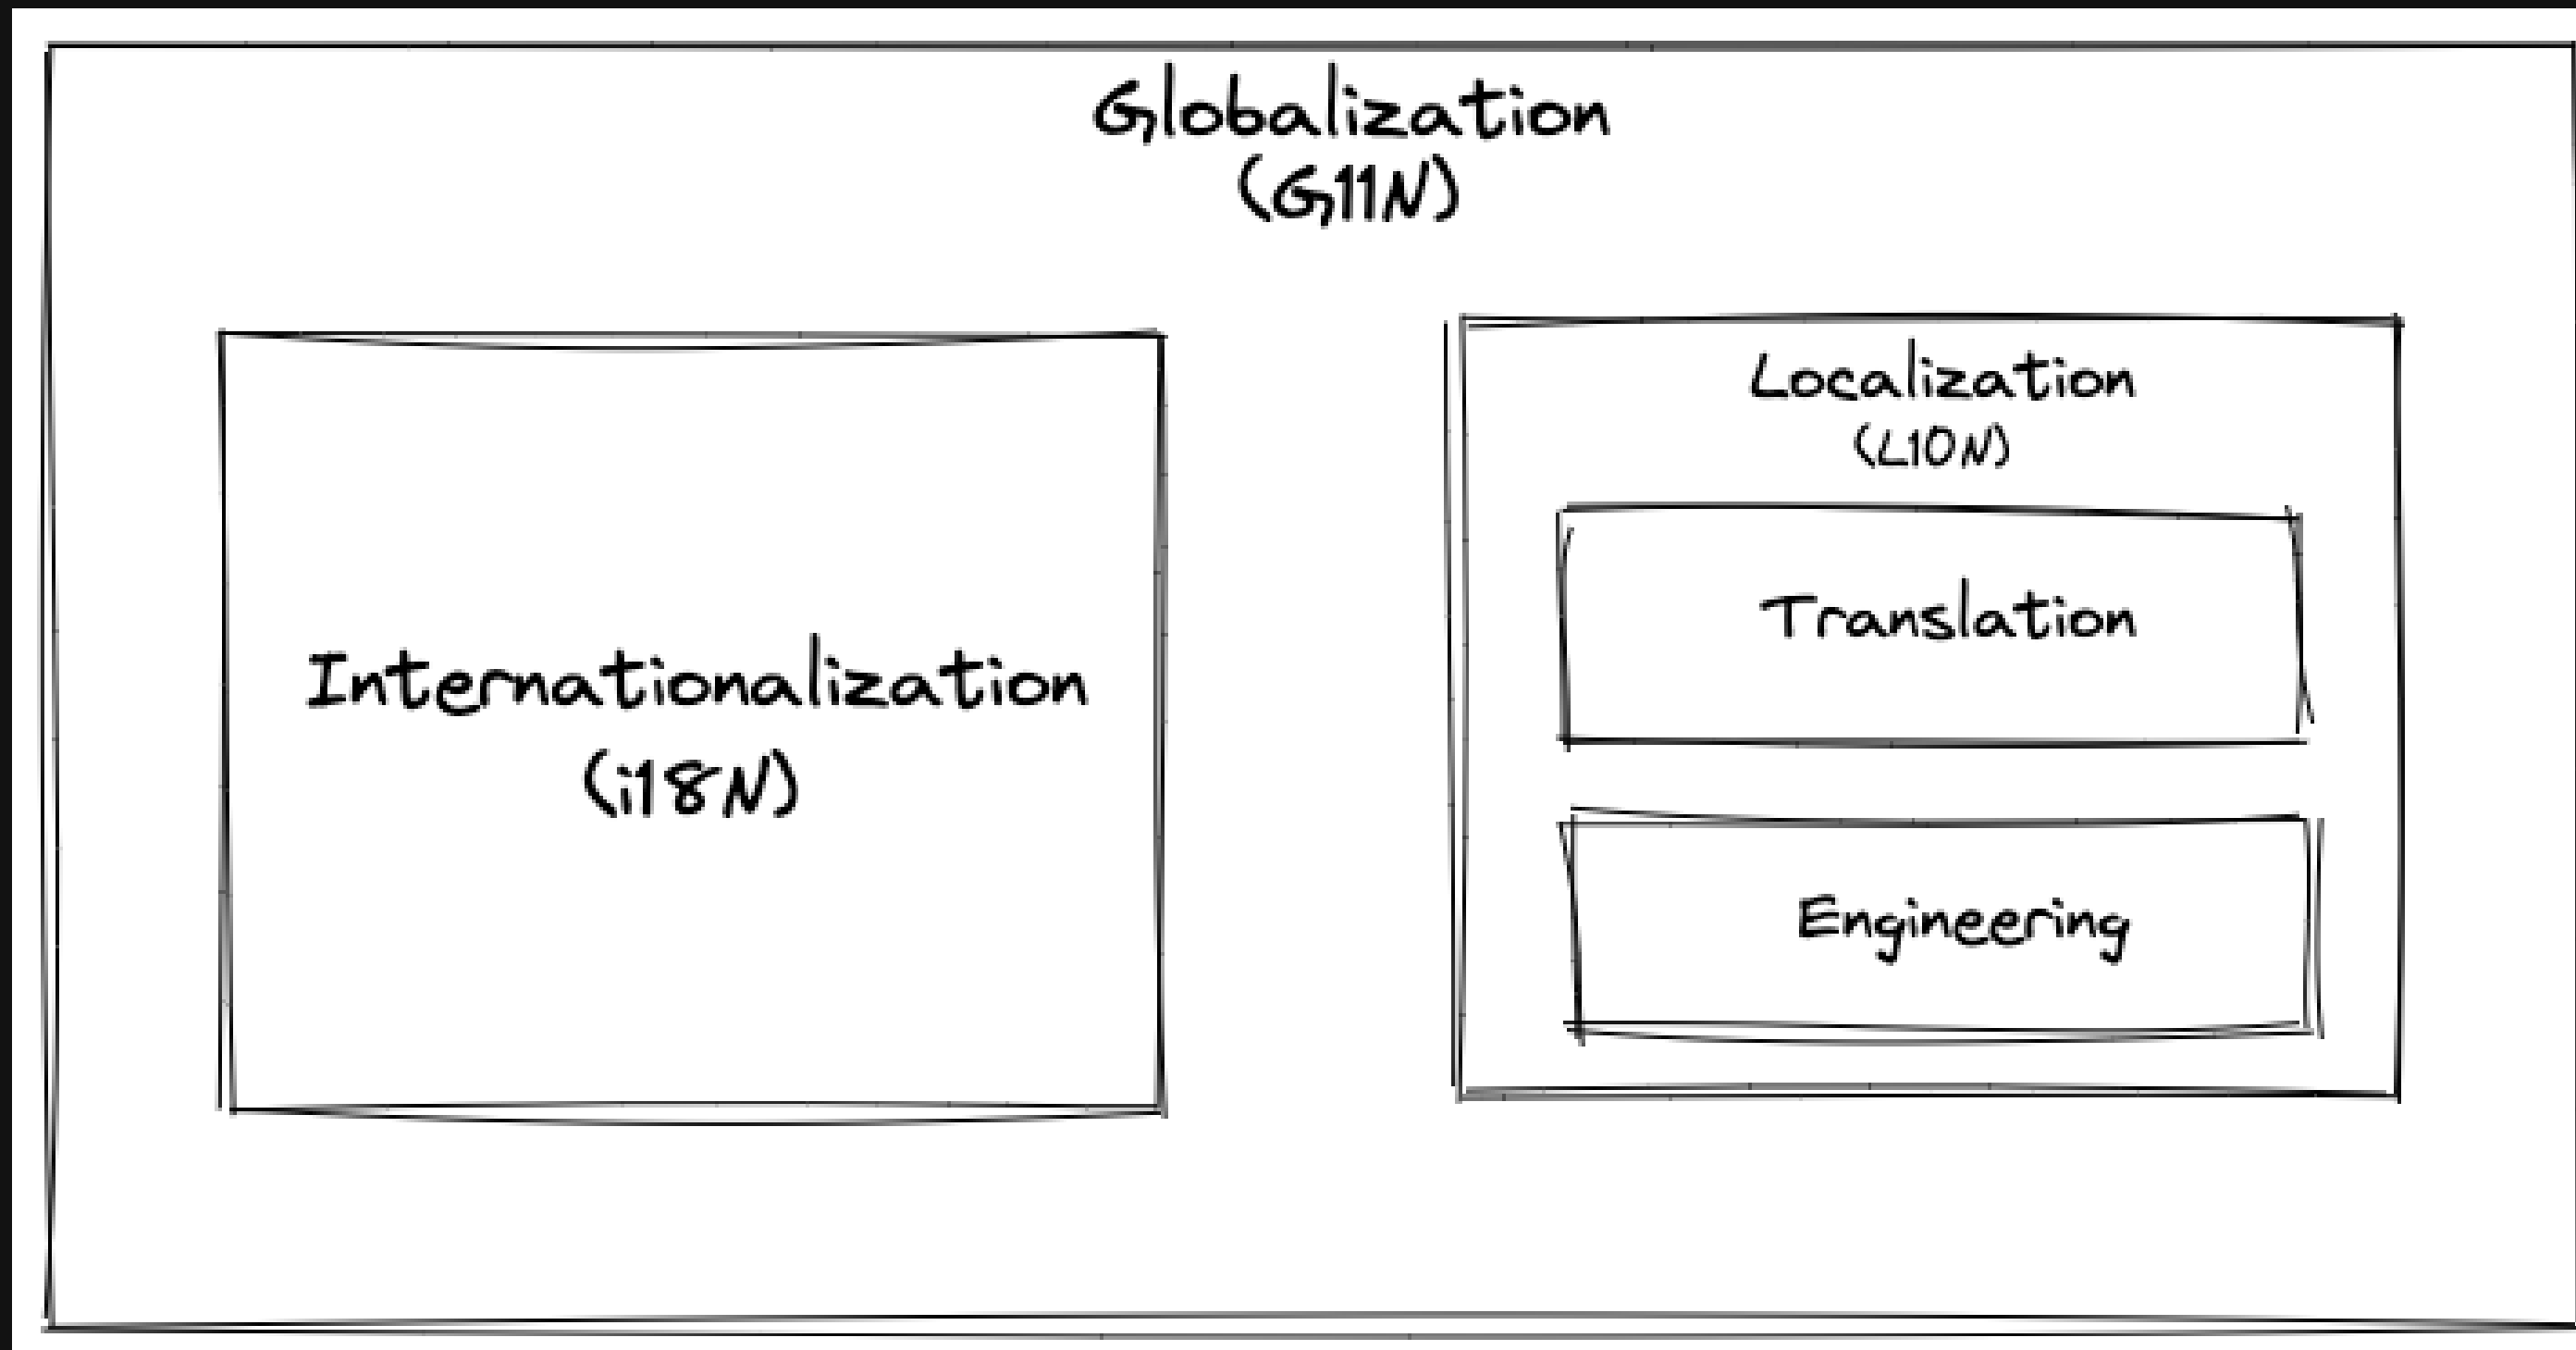 Globalization
(G11N)
Internationalization
(i18N)
Localization
(L10N)
Translation
Engineering